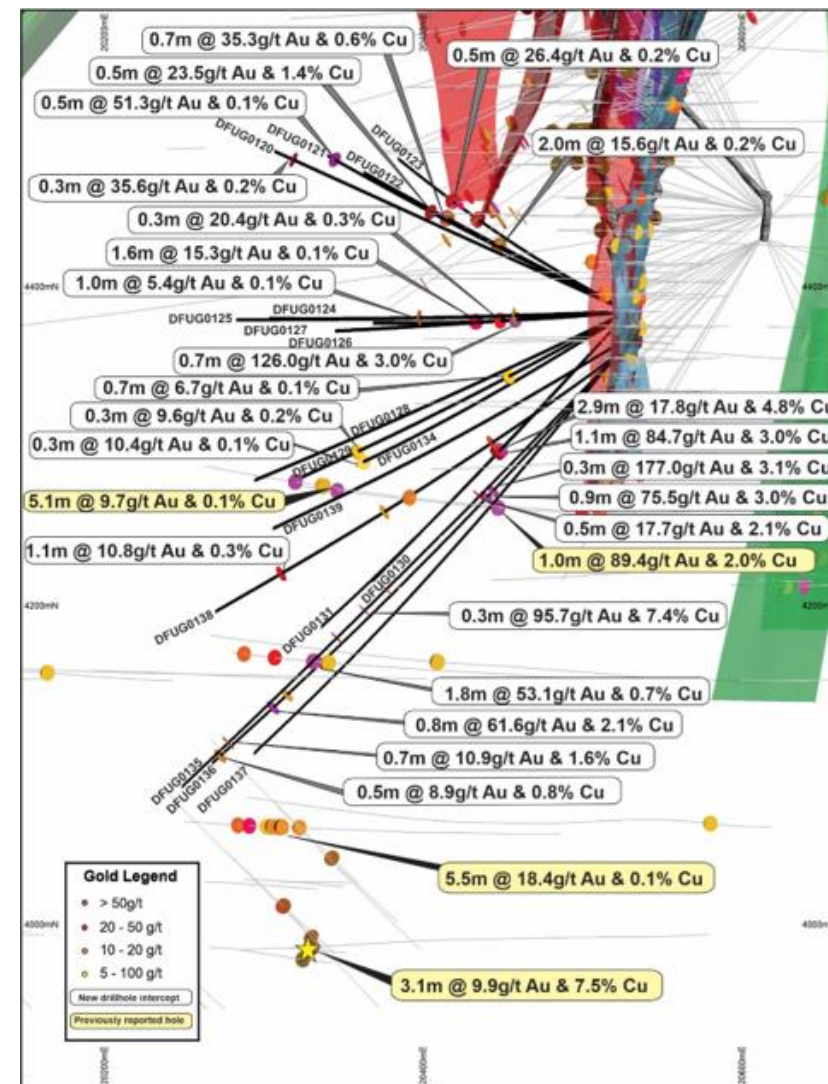 20200mE
20400mE
20600mE
0.7m @ 35.3g/t Au & 0.6% Cu
0.5m @ 26.4g/t Au & 0.2% Cu
0.5m @ 23.5g/t Au & 1.4% Cu
0.5m @ 51.3g/t Au & 0.1% Cu
DFUG0120
DFUG0121
DFUG0122
DFUG0123
2.0m @ 15.6g/t Au & 0.2% Cu
0.3m @ 35.6g/t Au & 0.2% Cu
0.3m @ 20.4g/t Au & 0.3% Cu
1.6m @ 15.3g/t Au & 0.1% Cu
1.0m @ 5.4g/t Au & 0.1% Cu
4400mN
4400m
DFUG0124
DFUG0125
DFUG0127
DFUG0126
0.7m @ 126.0g/t Au & 3.0% Cu
0.7m @ 6.7g/t Au & 0.1% Cu
DFUG0128
0.3m @ 9.6g/t Au & 0.2% Cu
2.9m @ 17.8g/t Au & 4.8% Cu
0.3m @ 10.4g/t Au & 0.1% Cu
DFUG0129
DFUG0134
1.1m @ 84.7g/t Au & 3.0% Cu
0.3m @ 177.0g/t Au & 3.1% Cu
5.1m @ 9.7g/t Au & 0.1% Cu
0.9m @ 75.5g/t Au & 3.0% Cu
DFUG0139
0.5m @ 17.7g/t Au & 2.1% Cu
1.1m @ 10.8g/t Au & 0.3% Cu
1.0m @ 89.4g/t Au & 2.0% Cu
DFUG0130
4200mN
4200m
DFUG0138
DFUG0131
0.3m @ 95.7g/t Au & 7.4% Cu
1.8m @ 53.1g/t Au & 0.7% Cu
0.8m @ 61.6g/t Au & 2.1% Cu
0.7m @ 10.9g/t Au & 1.6% Cu
DFUG0135
DFUG0136
DFUG0137
0.5m @ 8.9g/t Au & 0.8% Cu
5.5m @ 18.4g/t Au & 0.1% Cu
Gold Legend
> 50g/t
20 - 50 g/t
10 - 20 g/t
5 - 100 g/t
New drillhole intercept
Previously reported hole
4000mN
4000m
3.1m @ 9.9g/t Au & 7.5% Cu
20200mE
20400mE
20600mE